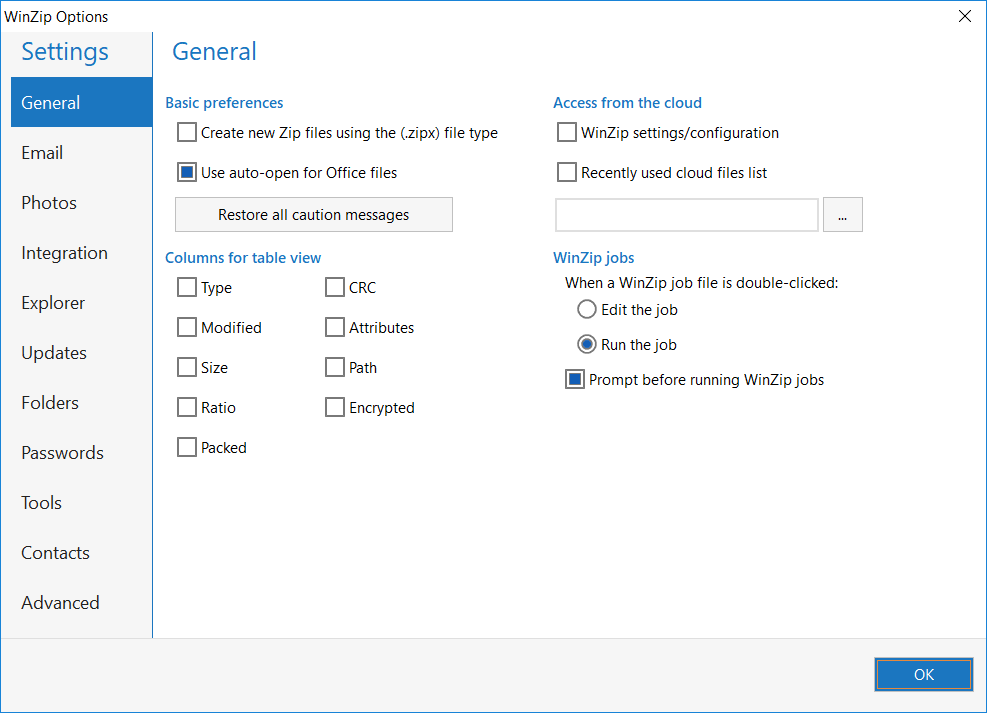 WinZip Options
Settings
General
Email
Photos
Integration
Explorer
Updates
Folders
Passwords
Tools
Contacts
Advanced
General
Basic preferences
Create new Zip files using the (.zipx) file type
Use auto-open for Office files
Restore all caution messages
Columns for table view
Type
CRC
Modified
Attributes
Size
Path
Ratio
Encrypted
Packed
Access from the cloud
WinZip settings/configuration
Recently used cloud files list
...
WinZip jobs
When a WinZip job file is double-clicked:
Edit the job
Run the job
Prompt before running WinZip jobs
OK